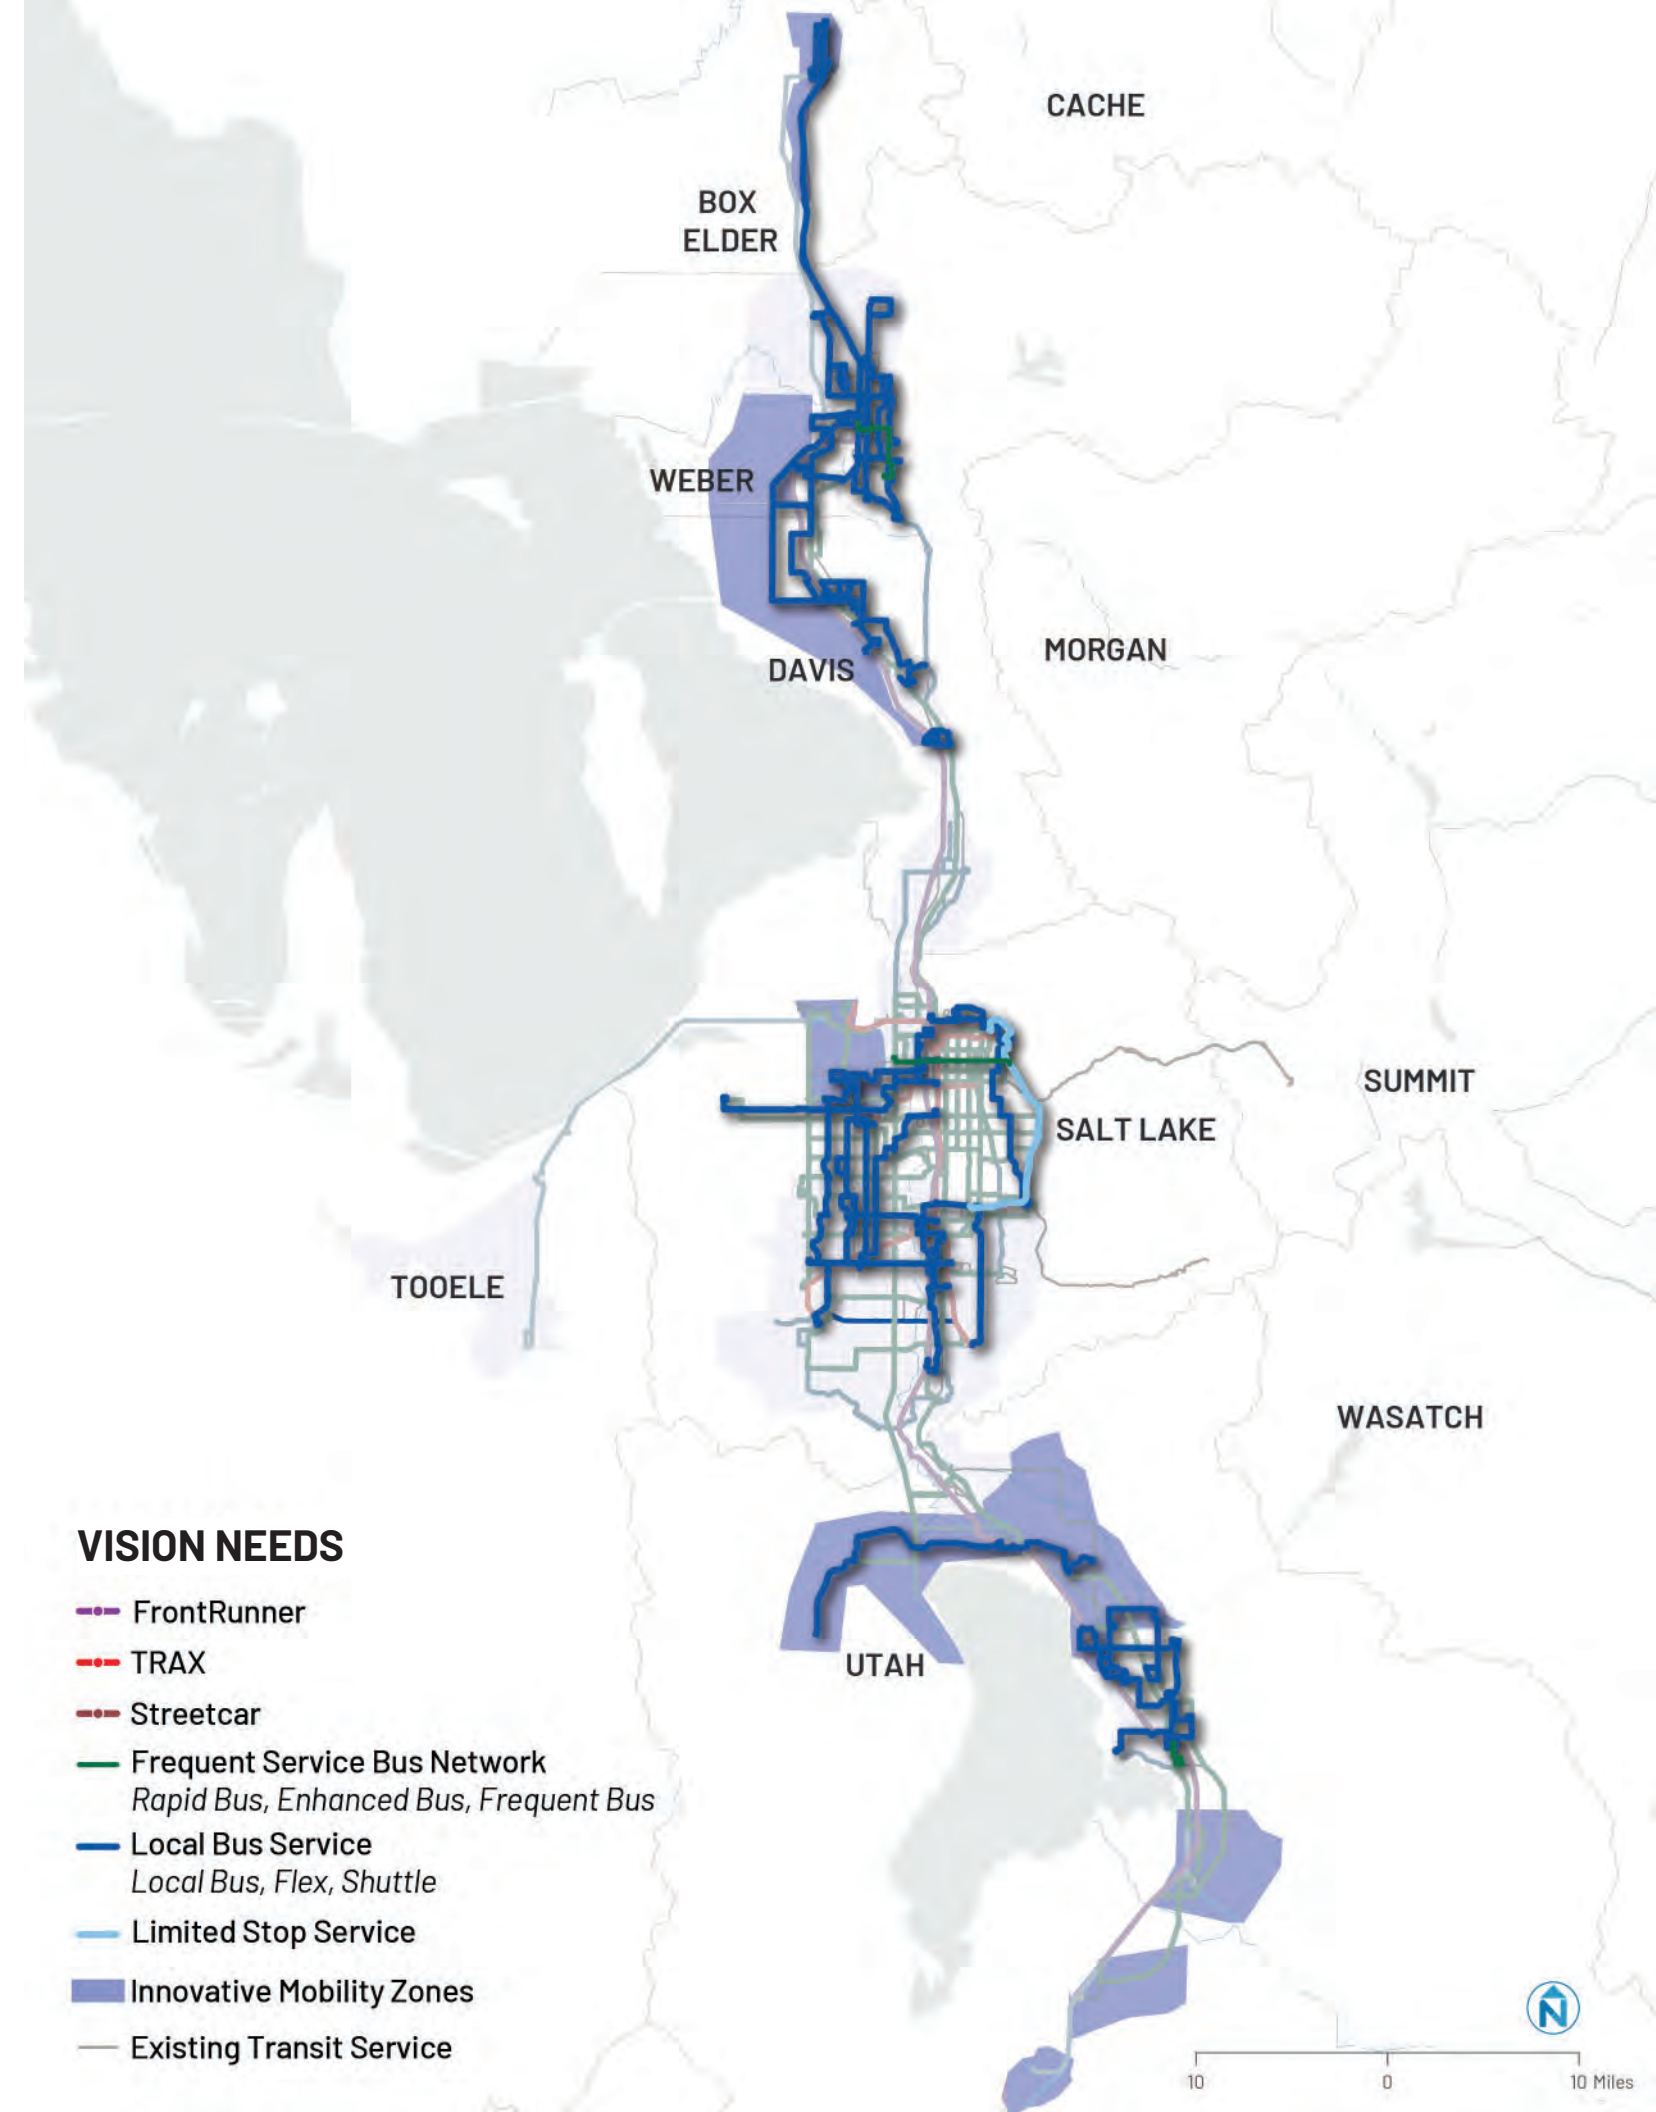 CACHE
BOX
ELDER
WEBER
MORGAN
DAVIS
SUMMIT
SALT LAKE
TOOELE
WASATCH
UTAH
VISION NEEDS
FrontRunner
TRAX
Streetcar
Frequent Service Bus Network
Rapid Bus, Enhanced Bus, Frequent Bus
Local Bus Service
Local Bus, Flex, Shuttle
Limited Stop Service
Innovative Mobility Zones
Existing Transit Service
N
10 0 10 Miles